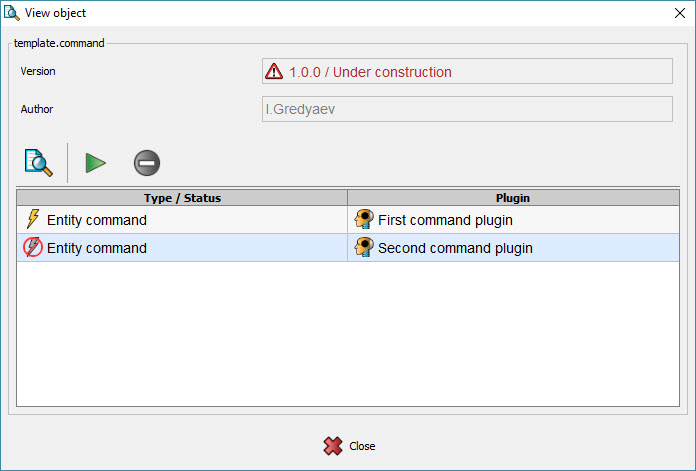 View object
template.command
Version
1.0.0 / Under construction
Author
I.Gredyaev
Type / Status Plugin
Entity command First command plugin
Entity command Second command plugin
Close